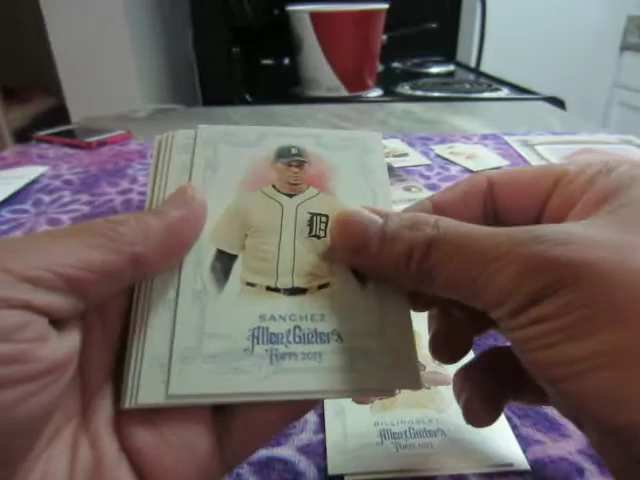 D
SANCHEZ
Allen & Ginter's
TOPPS 2013
BILLINGSLEY
Allen & Ginter's
TOPPS 2013